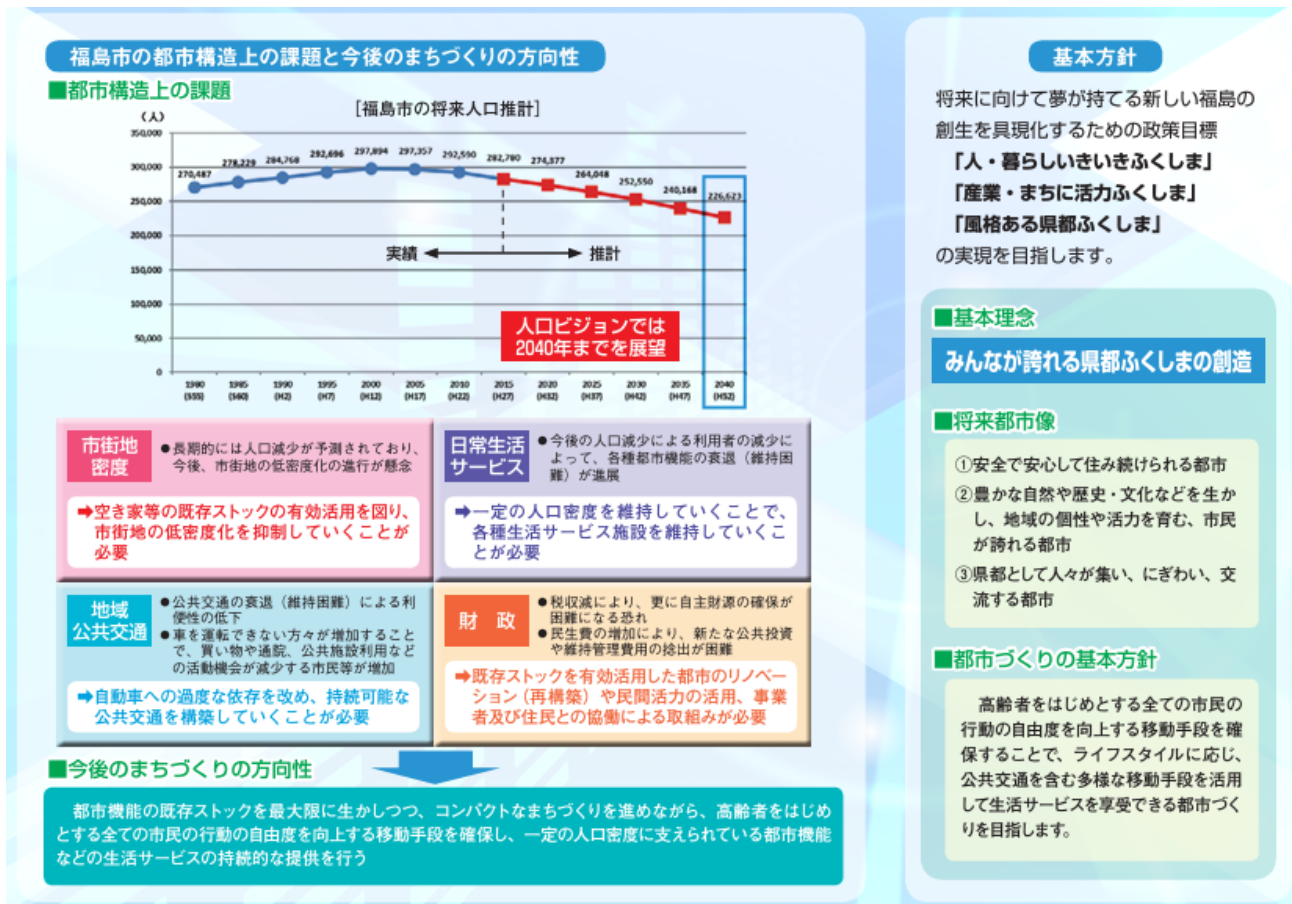 福島市の都市構造上の課題と今後のまちづくりの方向性
■都市構造上の課題
［福島市の将来人口推計］
（人）
350,000
300,000
250,000
200,000
150,000
100,000
50,000
0
270,487
278,229
284,768
292,696
297,894
297,357
292,590
282,780
274,377
264,048
252,550
240,168
226,623
実績
推計
人口ビジョンでは
2040年までを展望
1980 1985 1990 1995 2000 2005 2010 2015 2020 2025 2030 2035 2040
(S55) (S60) (H2) (H7) (H12) (H17) (H22) (H27) (H32) (H37) (H42) (H47) (H52)
市街地
密度
●長期的には人口減少が予測されており、
今後、市街地の低密度化の進行が懸念
➡空き家等の既存ストックの有効活用を図り、
市街地の低密度化を抑制していくことが
必要
日常生活
サービス
●今後の人口減少による利用者の減少に
よって、各種都市機能の衰退（維持困
難）が進展
➡一定の人口密度を維持していくことで、
各種生活サービス施設を維持していくこ
とが必要
地域
公共交通
●公共交通の衰退（維持困難）による利
便性の低下
●車を運転できない方々が増加すること
で、買い物や通院、公共施設利用など
の活動機会が減少する市民等が増加
➡自動車への過度な依存を改め、持続可能な
公共交通を構築していくことが必要
財 政
●税収減により、更に自主財源の確保が
困難になる恐れ
●民生費の増加により、新たな公共投資
や維持管理費用の捻出が困難
➡既存ストックを有効活用した都市のリノベー
ション（再構築）や民間活力の活用、事業
者及び住民との協働による取組みが必要
■今後のまちづくりの方向性
都市機能の既存ストックを最大限に生かしつつ、コンパクトなまちづくりを進めながら、高齢者をはじめ
とする全ての市民の行動の自由度を向上する移動手段を確保し、一定の人口密度に支えられている都市機能
などの生活サービスの持続的な提供を行う
基本方針
将来に向けて夢が持てる新しい福島の
創生を具現化するための政策目標
「人・暮らしいきいきふくしま」
「産業・まちに活力ふくしま」
「風格ある県都ふくしま」
の実現を目指します。
■基本理念
みんなが誇れる県都ふくしまの創造
■将来都市像
①安全で安心して住み続けられる都市
②豊かな自然や歴史・文化などを生か
し、地域の個性や活力を育む、市民
が誇れる都市
③県都として人々が集い、にぎわい、交
流する都市
■都市づくりの基本方針
高齢者をはじめとする全ての市民の
行動の自由度を向上する移動手段を確
保することで、ライフスタイルに応じ、
公共交通を含む多様な移動手段を活用
して生活サービスを享受できる都市づく
りを目指します。